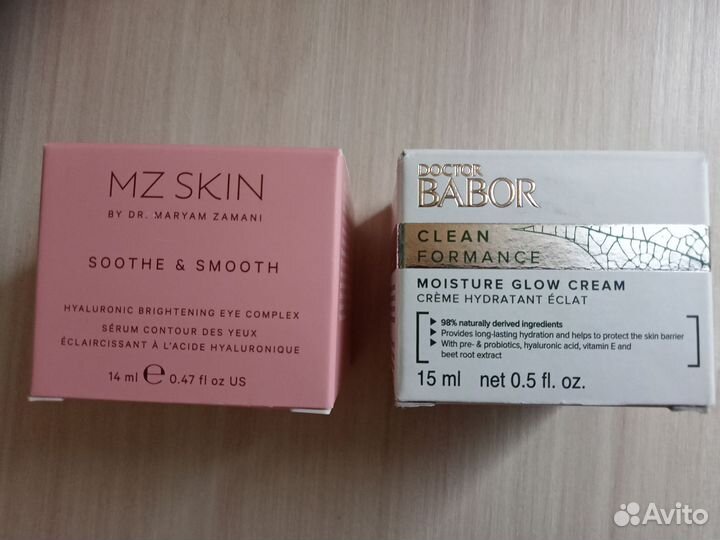 MZ SKIN
BY DR. MARYAM ZAMANI
SOOTHE & SMOOTH
HYALURONIC BRIGHTENING EYE COMPLEX
SÉRUM CONTOUR DES YEUX
ÉCLAIRCISSANT À L'ACIDE HYALURONIQUE
14 ml ℮ 0.47 fl oz US
DOCTOR
BABOR
CLEAN
FORMANCE
MOISTURE GLOW CREAM
CRÈME HYDRATANT ÉCLAT
98% naturally derived ingredients
Provides long-lasting hydration and helps to protect the skin barrier
With pre- & probiotics, hyaluronic acid, vitamin E and
beet root extract
15 ml net 0.5 fl. oz.
Avito